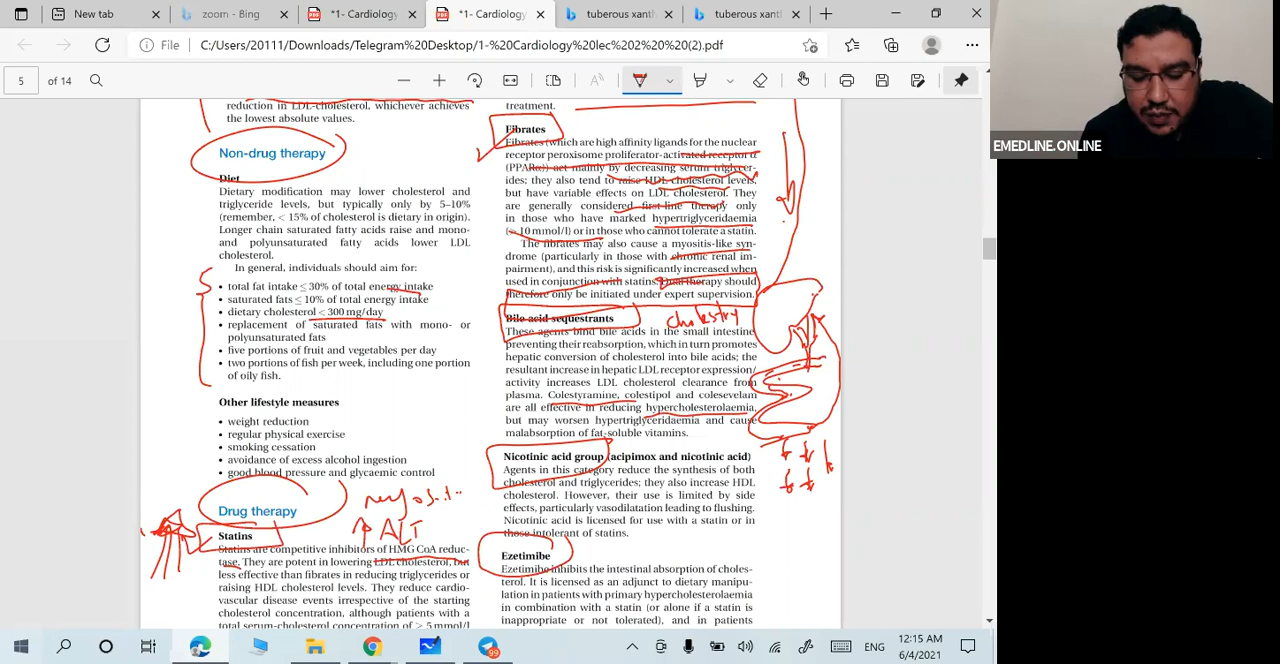 New tab
zoom - Bing
*1- Cardiology
*1- Cardiology
tuberous xant
tuberous xant
File
C:/Users/20111/Downloads/Telegram%20Desktop/1-%20Cardiology%20lec%202%20%20(2).pdf
5 of 14
reduction in LDL-cholesterol, whichever achieves
the lowest absolute values.
Non-drug therapy
Diet
Dietary modification may lower cholesterol and
triglyceride levels, but typically only by 5–10%
(remember, < 15% of cholesterol is dietary in origin).
Longer chain saturated fatty acids raise and mono-
and polyunsaturated fatty acids lower LDL
cholesterol.
In general, individuals should aim for:
• total fat intake ≤ 30% of total energy intake
• saturated fats ≤ 10% of total energy intake
• dietary cholesterol < 300 mg/day
• replacement of saturated fats with mono- or
polyunsaturated fats
• five portions of fruit and vegetables per day
• two portions of fish per week, including one portion
of oily fish.
Other lifestyle measures
• weight reduction
• regular physical exercise
• smoking cessation
• avoidance of excess alcohol ingestion
• good blood pressure and glycaemic control
Drug therapy
↑ ALT
Statins
Statins are competitive inhibitors of HMG CoA reduc-
tase. They are potent in lowering LDL cholesterol, but
less effective than fibrates in reducing triglycerides or
raising HDL cholesterol levels. They reduce cardio-
vascular disease events irrespective of the starting
cholesterol concentration, although patients with a
total serum-cholesterol concentration of > 5 mmol/l
treatment.
Fibrates
Fibrates (which are high affinity ligands for the nuclear
receptor peroxisome proliferator-activated receptor α
(PPARα)) act mainly by decreasing serum triglycer-
ides; they also tend to raise HDL cholesterol levels,
but have variable effects on LDL cholesterol. They
are generally considered first-line therapy only
in those who have marked hypertriglyceridaemia
(> 10 mmol/l) or in those who cannot tolerate a statin.
The fibrates may also cause a myositis-like syn-
drome (particularly in those with chronic renal im-
pairment), and this risk is significantly increased when
used in conjunction with statins. Dual therapy should
therefore only be initiated under expert supervision.
Bile acid sequestrants
These agents bind bile acids in the small intestine
preventing their reabsorption, which in turn promotes
hepatic conversion of cholesterol into bile acids; the
resultant increase in hepatic LDL receptor expression/
activity increases LDL cholesterol clearance from
plasma. Colestyramine, colestipol and colesevelam
are all effective in reducing hypercholesterolaemia,
but may worsen hypertriglyceridaemia and cause
malabsorption of fat-soluble vitamins.
Nicotinic acid group (acipimox and nicotinic acid)
Agents in this category reduce the synthesis of both
cholesterol and triglycerides; they also increase HDL
cholesterol. However, their use is limited by side
effects, particularly vasodilatation leading to flushing.
Nicotinic acid is licensed for use with a statin or in
those intolerant of statins.
Ezetimibe
Ezetimibe inhibits the intestinal absorption of choles-
terol. It is licensed as an adjunct to dietary manipu-
lation in patients with primary hypercholesterolaemia
in combination with a statin (or alone if a statin is
inappropriate or not tolerated), and in patients
EMEDLINE.ONLINE
99
ENG
12:15 AM
6/4/2021